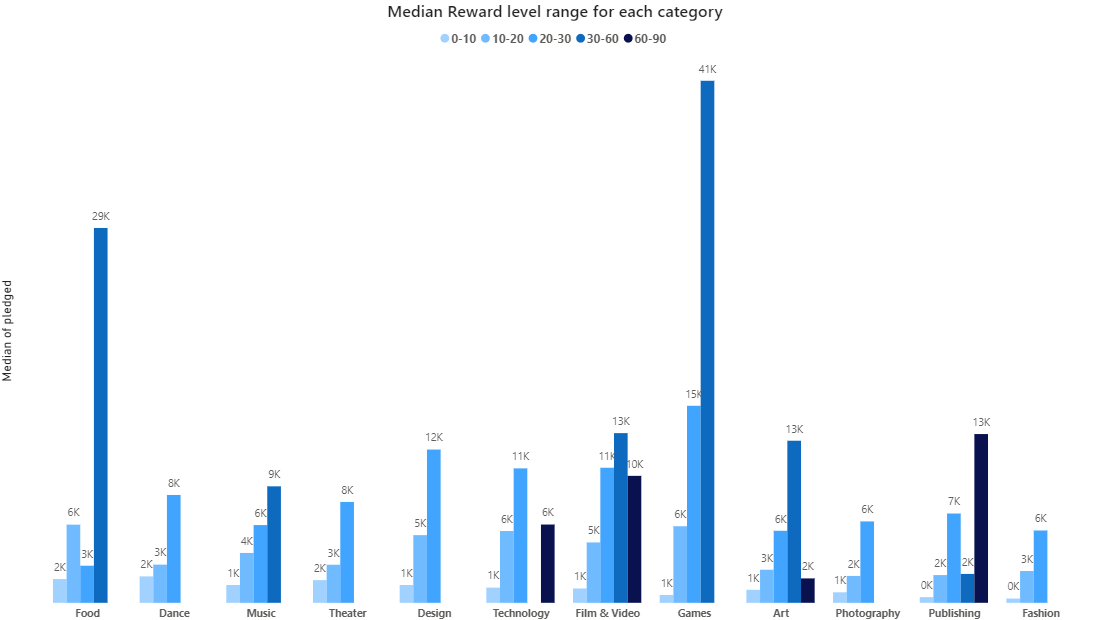 Median Reward level range for each category
0-10 10-20 20-30 30-60 60-90
Median of pledged
2K 6K 3K 29K
2K 3K 8K
1K 4K 6K 9K
2K 3K 8K
1K 5K 12K
1K 6K 11K 6K
1K 5K 11K 13K 10K
1K 6K 15K 41K
1K 3K 6K 13K 2K
1K 2K 6K
0K 2K 7K 2K 13K
0K 3K 6K
Food Dance Music Theater Design Technology Film & Video Games Art Photography Publishing Fashion